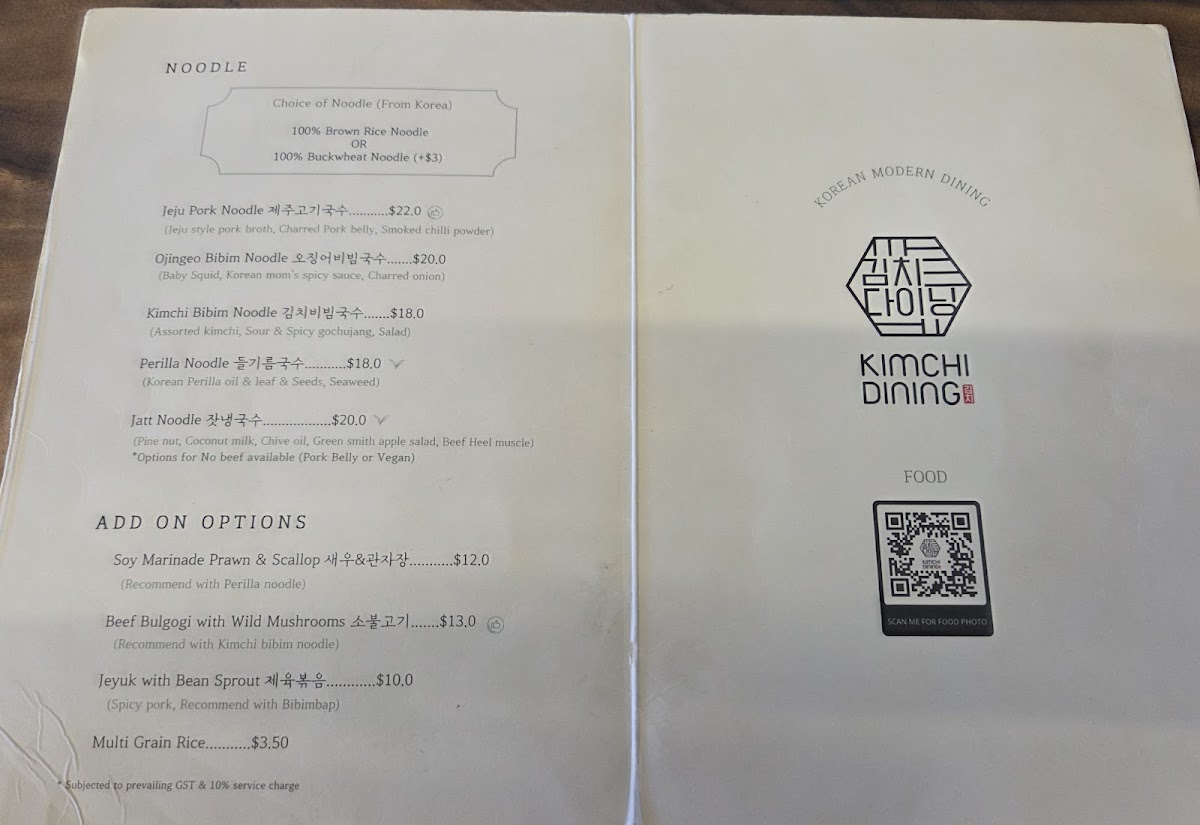 NOODLE
Choice of Noodle (From Korea)
100% Brown Rice Noodle
OR
100% Buckwheat Noodle (+$3)
Jeju Pork Noodle 제주고기국수...........$22.0
(Jeju style pork broth, Charred Pork belly, Smoked chilli powder)
Ojingeo Bibim Noodle 오징어비빔국수.......$20.0
(Baby Squid, Korean mom's spicy sauce, Charred onion)
Kimchi Bibim Noodle 김치비빔국수.......$18.0
(Assorted kimchi, Sour & Spicy gochujang, Salad)
Perilla Noodle 들기름국수...........$18.0
(Korean Perilla oil & leaf & Seeds, Seaweed)
Jatt Noodle 잣냉국수..................$20.0
(Pine nut, Coconut milk, Chive oil, Green smith apple salad, Beef Heel muscle)
*Options for No beef available (Pork Belly or Vegan)
ADD ON OPTIONS
Soy Marinade Prawn & Scallop 새우&관자장...........$12.0
(Recommend with Perilla noodle)
Beef Bulgogi with Wild Mushrooms 소불고기.......$13.0
(Recommend with Kimchi bibim noodle)
Jeyuk with Bean Sprout 제육볶음............$10.0
(Spicy pork, Recommend with Bibimbap)
Multi Grain Rice...........$3.50
* Subjected to prevailing GST & 10% service charge
KOREAN MODERN DINING
김치
다이닝
KIMCHI
DINING 김치
FOOD
KIMCHI
DINING
SCAN ME FOR FOOD PHOTO